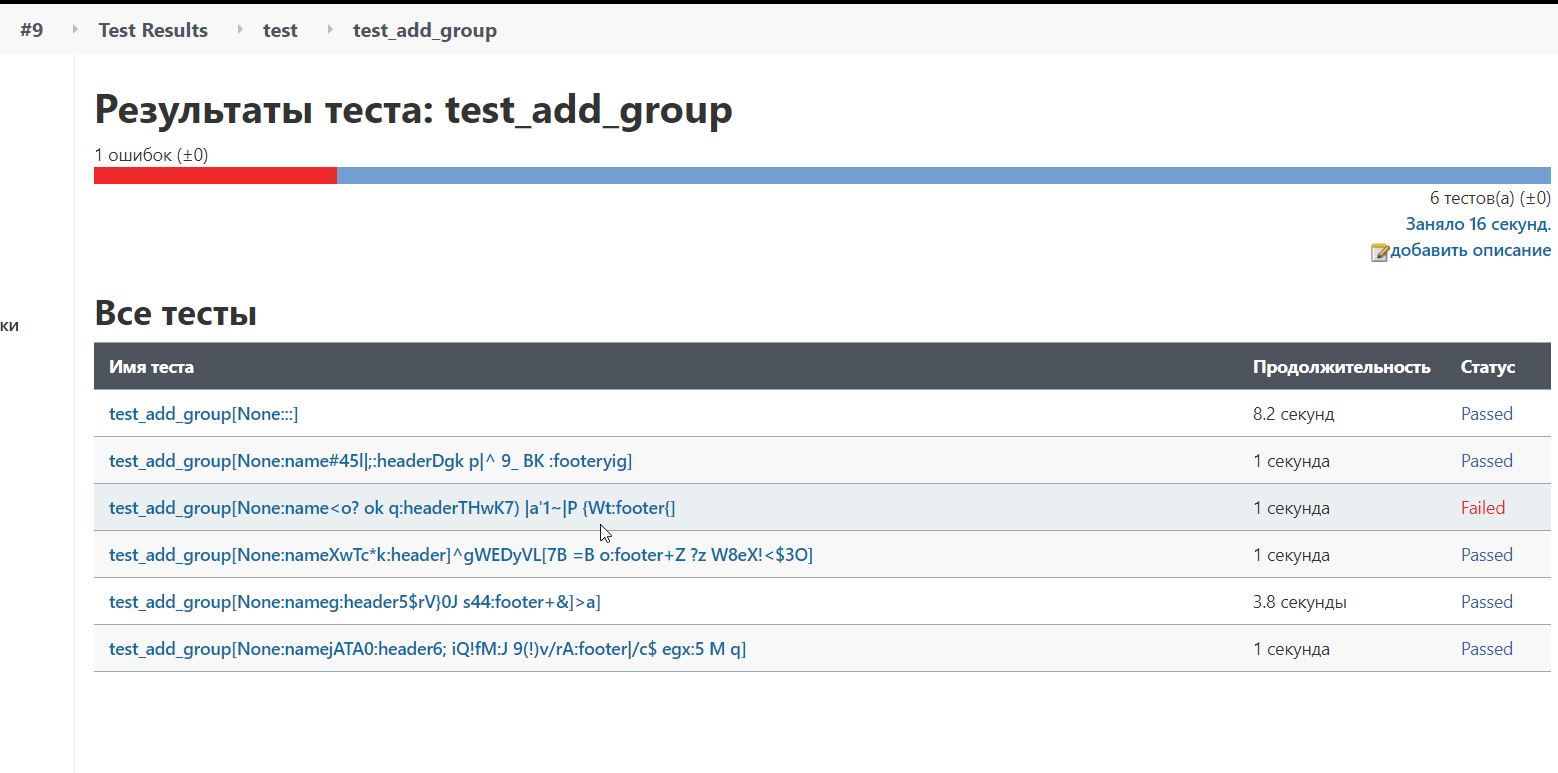 #9 Test Results test test_add_group
Результаты теста: test_add_group
1 ошибок (±0)
6 тестов(а) (±0)
Заняло 16 секунд.
добавить описание
ки
Все тесты
Имя теста Продолжительность Статус
test_add_group[None:::] 8.2 секунд Passed
test_add_group[None:name#45l|;:headerDgk p|^ 9_ BK :footeryig] 1 секунда Passed
test_add_group[None:name<o? ok q:headerTHwK7) |a'1~|P {Wt:footer{] 1 секунда Failed
test_add_group[None:nameXwTc*k:header]^gWEDyVL[7B =B o:footer+Z ?z W8eX!<$3O] 1 секунда Passed
test_add_group[None:nameg:header5$rV}0J s44:footer+&]>a] 3.8 секунды Passed
test_add_group[None:namejATA0:header6; iQ!fM:J 9(!)v/rA:footer|/c$ egx:5 M q] 1 секунда Passed